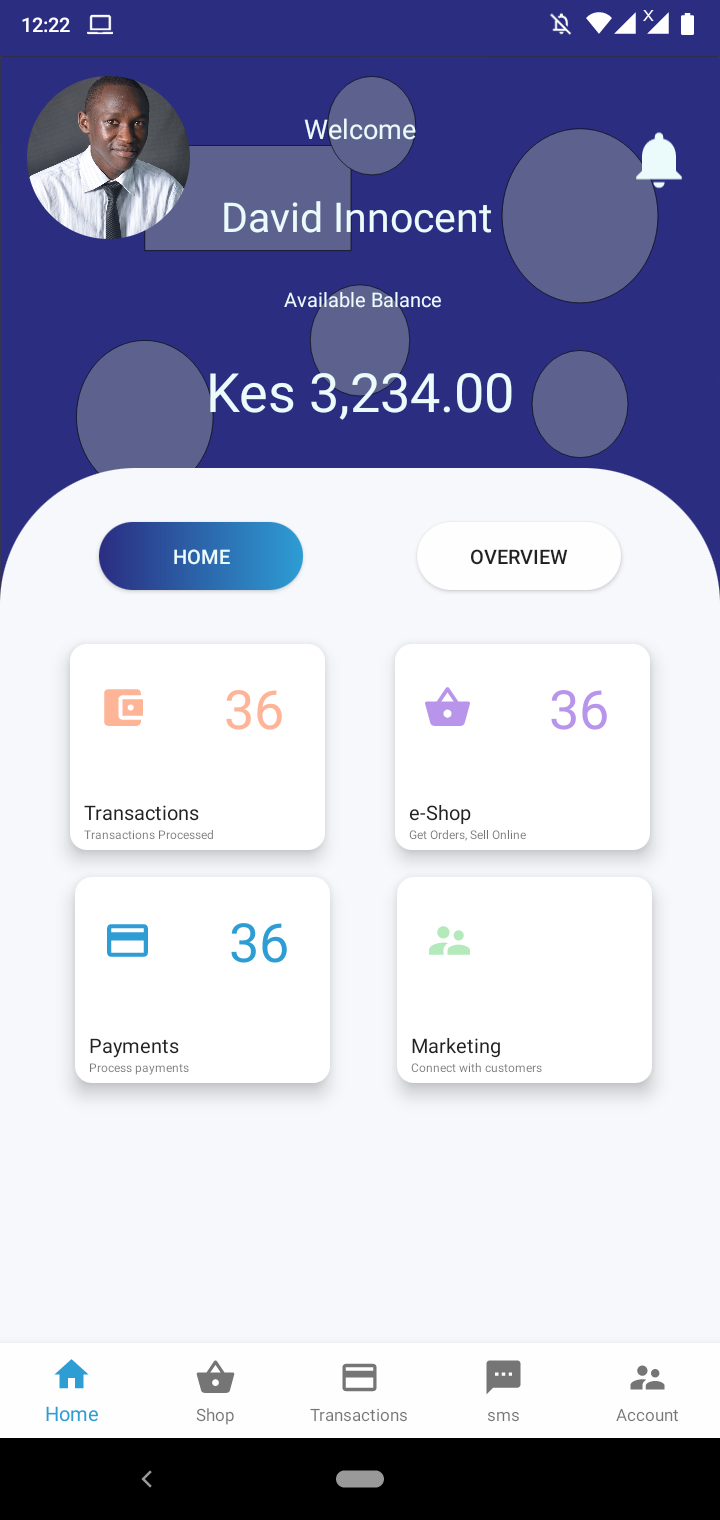 12:22
X
Welcome
David Innocent
Available Balance
Kes 3,234.00
HOME
OVERVIEW
36
36
Transactions
Transactions Processed
e-Shop
Get Orders, Sell Online
36
Payments
Process payments
Marketing
Connect with customers
Home
Shop
Transactions
sms
Account